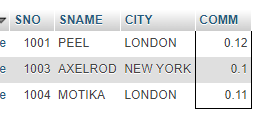 SNO SNAME CITY COMM
e 1001 PEEL LONDON 0.12
e 1003 AXELROD NEW YORK 0.1
e 1004 MOTIKA LONDON 0.11